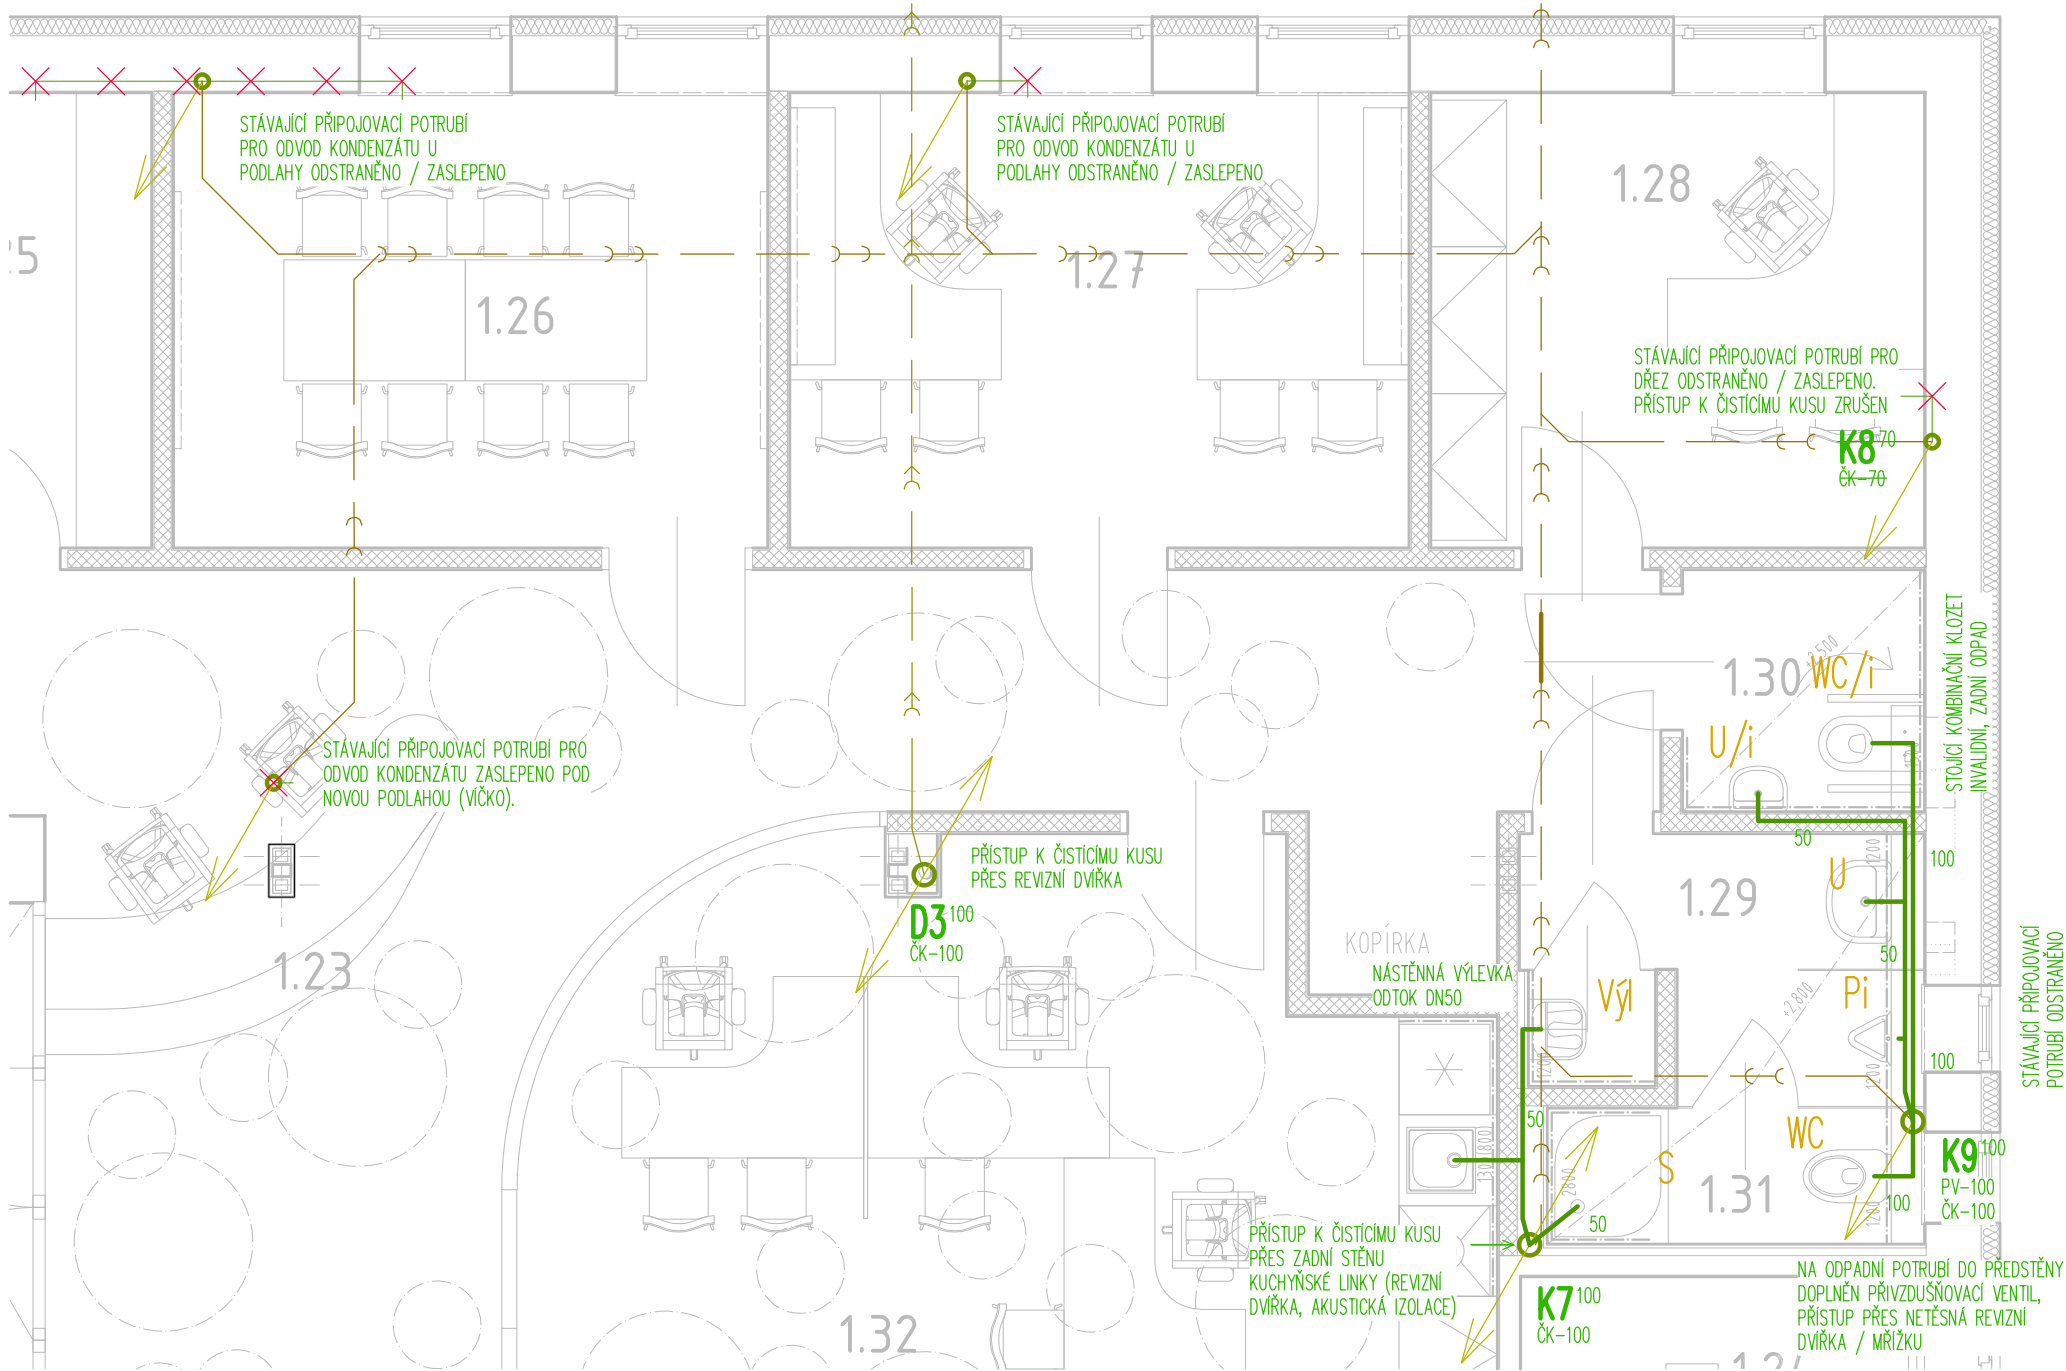 STÁVAJÍCÍ PŘIPOJOVACÍ POTRUBÍ
PRO ODVOD KONDENZÁTU U
PODLAHY ODSTRANĚNO / ZASLEPENO
STÁVAJÍCÍ PŘIPOJOVACÍ POTRUBÍ
PRO ODVOD KONDENZÁTU U
PODLAHY ODSTRANĚNO / ZASLEPENO
1.28
1.27
1.26
STÁVAJÍCÍ PŘIPOJOVACÍ POTRUBÍ PRO
DŘEZ ODSTRANĚNO / ZASLEPENO.
PŘÍSTUP K ČISTÍCÍMU KUSU ZRUŠEN
K8 70
ČK-70
STOJÍCÍ KOMBINAČNÍ KLOZET
INVALIDNÍ, ZADNÍ ODPAD
1.30
WC/i
U/i
STÁVAJÍCÍ PŘIPOJOVACÍ POTRUBÍ PRO
ODVOD KONDENZÁTU ZASLEPENO POD
NOVOU PODLAHOU (VÍČKO).
50
100
1200
PŘÍSTUP K ČISTÍCÍMU KUSU
PŘES REVIZNÍ DVÍŘKA
U
1.29
D3 100
ČK-100
KOPÍRKA
50
1.23
NÁSTĚNNÁ VÝLEVKA
ODTOK DN50
Výl
Pi
+2,800
STÁVAJÍCÍ PŘIPOJOVACÍ
POTRUBÍ ODSTRANĚNO
100
1200
50
WC
S
K9 100
PV-100
ČK-100
1.31
100
50
PŘÍSTUP K ČISTÍCÍMU KUSU
PŘES ZADNÍ STĚNU
KUCHYŇSKÉ LINKY (REVIZNÍ
DVÍŘKA, AKUSTICKÁ IZOLACE)
K7 100
ČK-100
NA ODPADNÍ POTRUBÍ DO PŘEDSTĚNY
DOPLNĚN PŘIVZDUŠŇOVACÍ VENTIL,
PŘÍSTUP PŘES NETĚSNÁ REVIZNÍ
DVÍŘKA / MŘÍŽKU
1.32